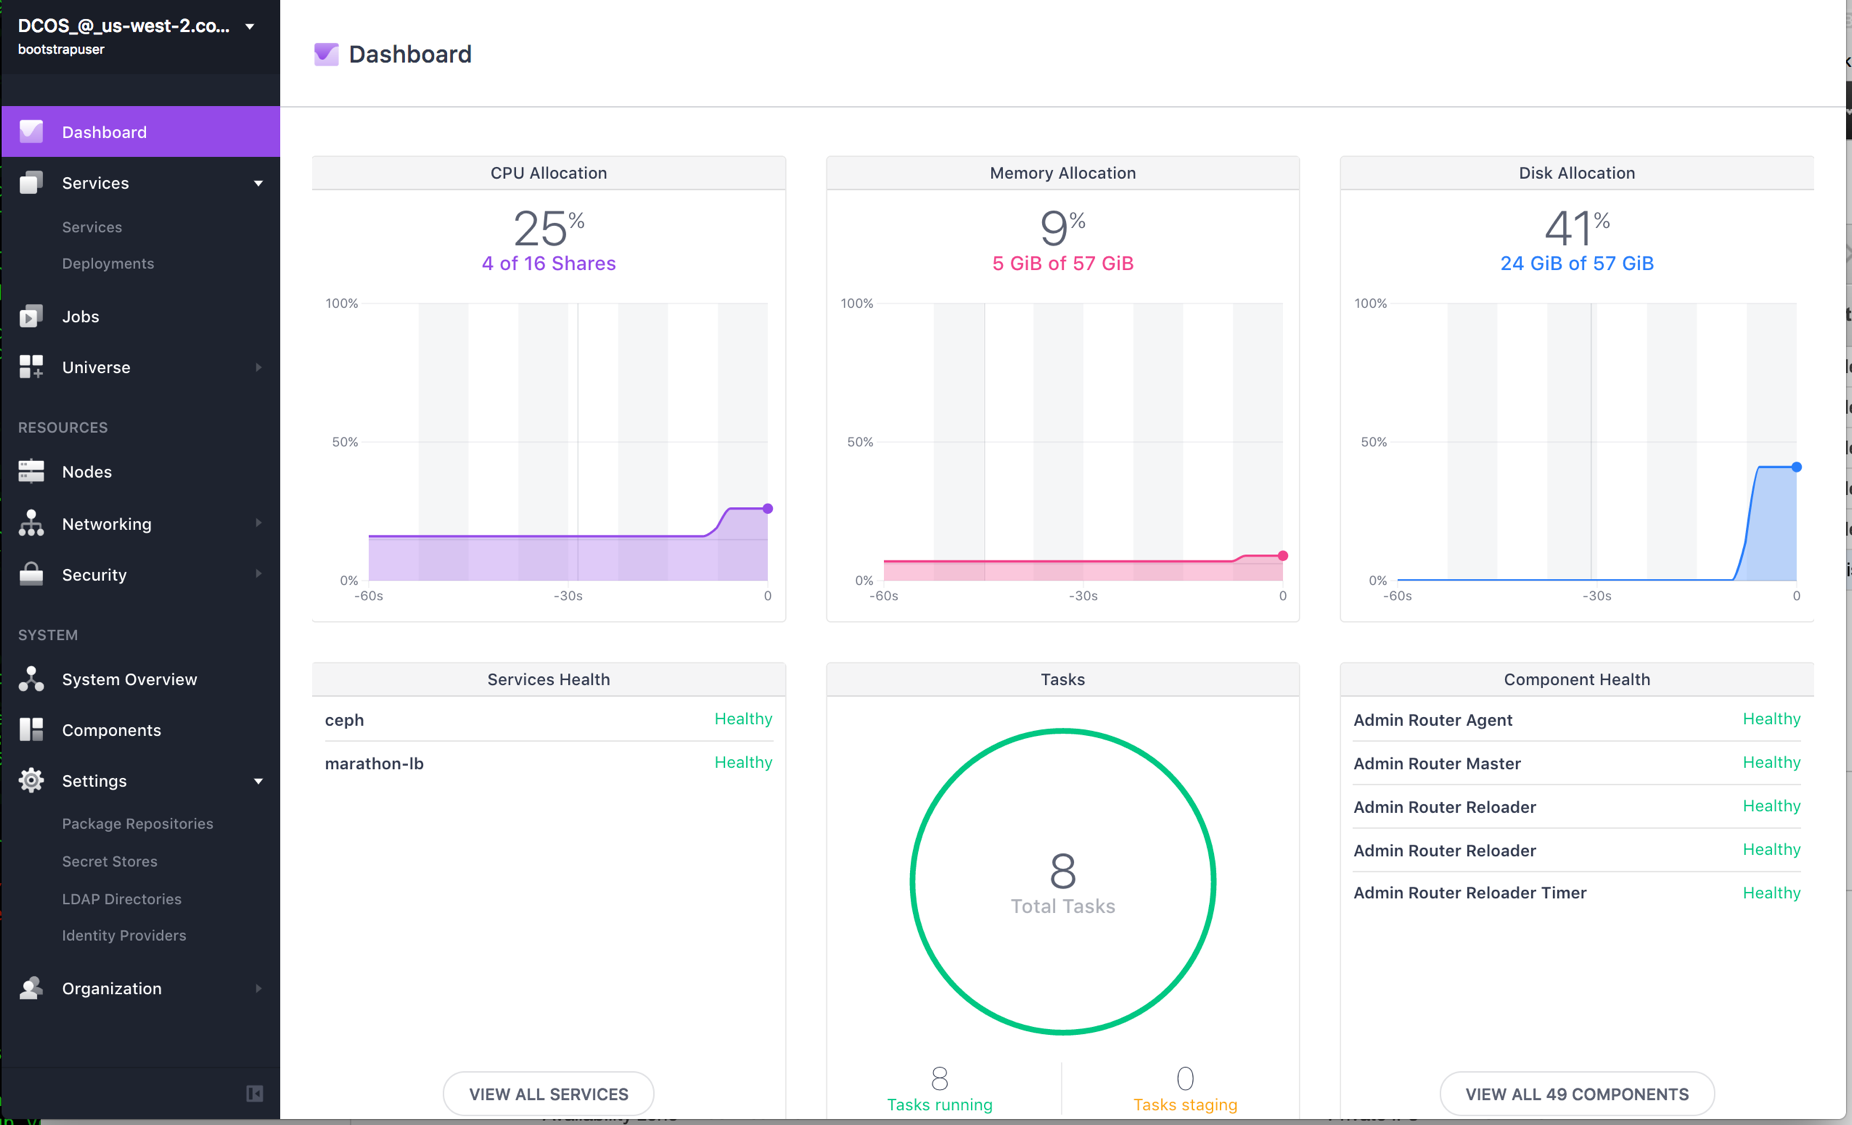 DCOS_@_us-west-2.co...
bootstrapuser
Dashboard
Services
Services
Deployments
Jobs
Universe
RESOURCES
Nodes
Networking
Security
SYSTEM
System Overview
Components
Settings
Package Repositories
Secret Stores
LDAP Directories
Identity Providers
Organization
Dashboard
CPU Allocation
25%
4 of 16 Shares
100%
50%
0%
-60s -30s 0
Memory Allocation
9%
5 GiB of 57 GiB
100%
50%
0%
-60s -30s 0
Disk Allocation
41%
24 GiB of 57 GiB
100%
50%
0%
-60s -30s 0
Services Health
ceph Healthy
marathon-lb Healthy
VIEW ALL SERVICES
Tasks
8
Total Tasks
8
Tasks running
0
Tasks staging
Component Health
Admin Router Agent Healthy
Admin Router Master Healthy
Admin Router Reloader Healthy
Admin Router Reloader Healthy
Admin Router Reloader Timer Healthy
VIEW ALL 49 COMPONENTS